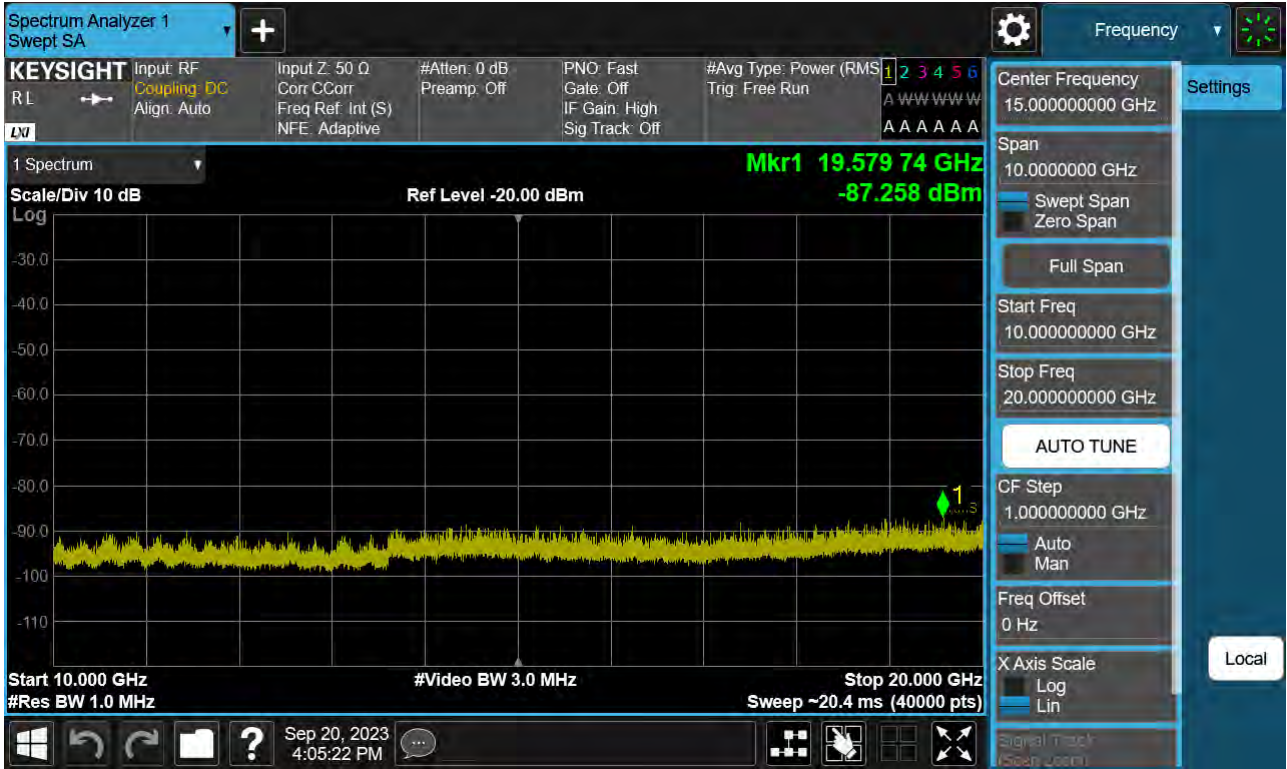 Spectrum Analyzer 1
Swept SA
Frequency
KEYSIGHT
R L
LXI
Input: RF
Coupling: DC
Align: Auto
Input Z: 50 Ω
Corr CCorr
Freq Ref: Int (S)
NFE: Adaptive
#Atten: 0 dB
Preamp: Off
PNO: Fast
Gate: Off
IF Gain: High
Sig Track: Off
#Avg Type: Power (RMS
Trig: Free Run
1 2 3 4 5 6
A W W W W W
A A A A A A
1 Spectrum
Scale/Div 10 dB
Log
Ref Level -20.00 dBm
Mkr1 19.579 74 GHz
-87.258 dBm
-30.0
-40.0
-50.0
-60.0
-70.0
-80.0
-90.0
-100
-110
1
Start 10.000 GHz
#Res BW 1.0 MHz
#Video BW 3.0 MHz
Stop 20.000 GHz
Sweep ~20.4 ms (40000 pts)
Sep 20, 2023
4:05:22 PM
?
Center Frequency
15.000000000 GHz
Span
10.0000000 GHz
Swept Span
Zero Span
Full Span
Start Freq
10.000000000 GHz
Stop Freq
20.000000000 GHz
AUTO TUNE
CF Step
1.000000000 GHz
Auto
Man
Freq Offset
0 Hz
X Axis Scale
Log
Lin
Signal Track
(Span Zoom)
Settings
Local